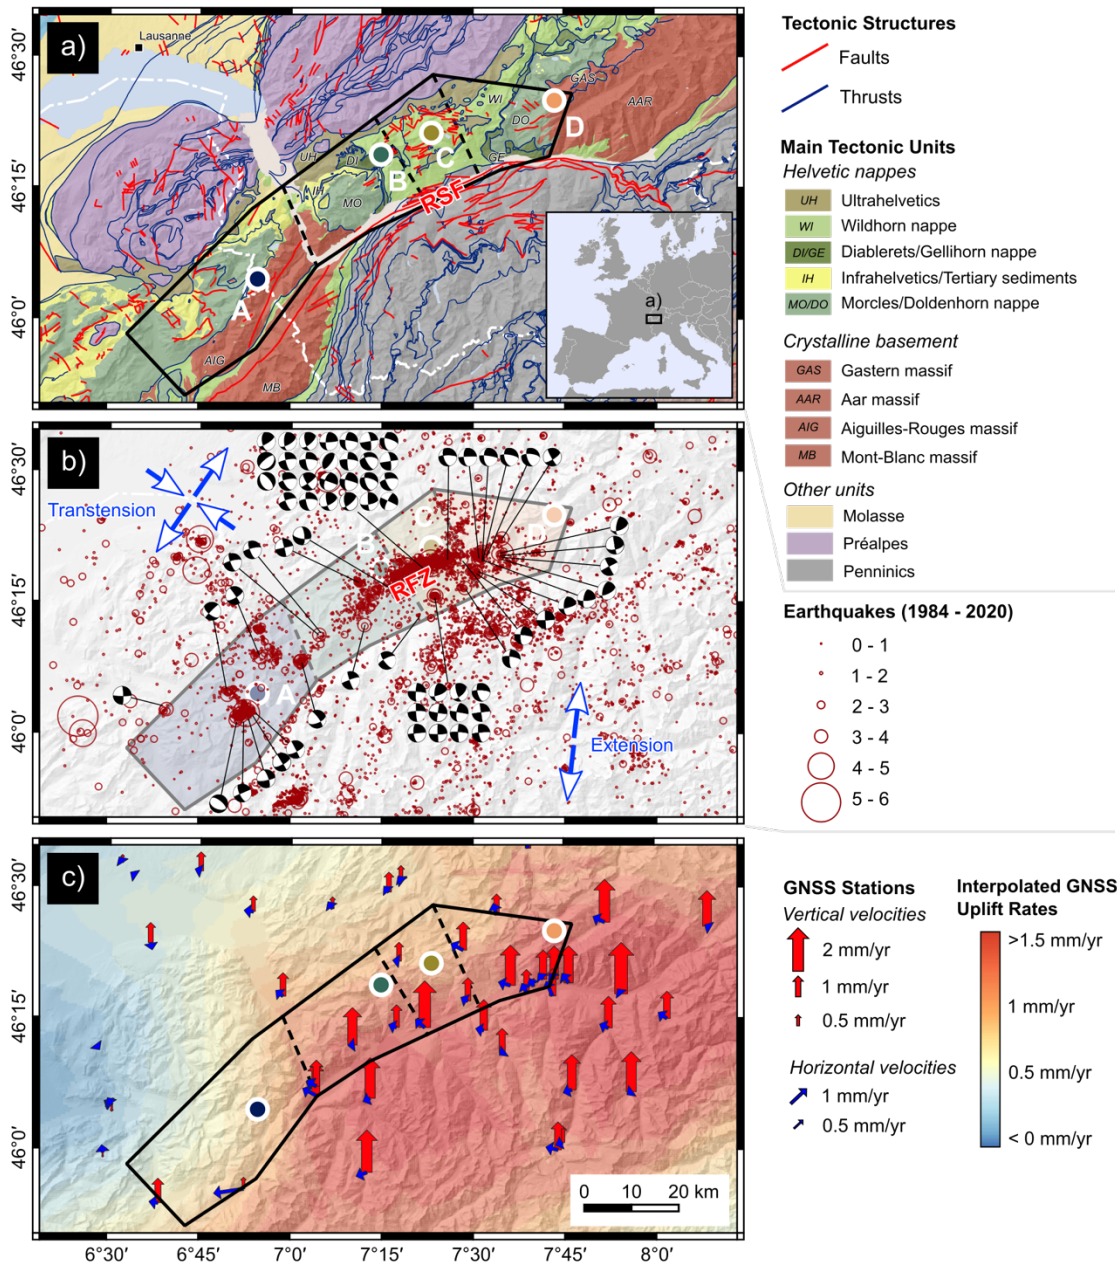 a)
Lausanne
46°30'
46°15'
46°0'
GAS
AAR
WI
DO
D
UH
DI
C
GE
B
IH
MO
RSF
A
AIG
MB
a)
Tectonic Structures
Faults
Thrusts
Main Tectonic Units
Helvetic nappes
UH Ultrahelvetics
WI Wildhorn nappe
DI/GE Diablerets/Gellihorn nappe
IH Infrahelvetics/Tertiary sediments
MO/DO Morcles/Doldenhorn nappe
Crystalline basement
GAS Gastern massif
AAR Aar massif
AIG Aiguilles-Rouges massif
MB Mont-Blanc massif
Other units
Molasse
Préalpes
Penninics
b)
46°30'
46°15'
46°0'
Transtension
C
D
B
RFZ
A
Extension
Earthquakes (1984 - 2020)
0 - 1
1 - 2
2 - 3
3 - 4
4 - 5
5 - 6
c)
46°30'
46°15'
46°0'
0 10 20 km
6°30' 6°45' 7°0' 7°15' 7°30' 7°45' 8°0'
GNSS Stations
Vertical velocities
2 mm/yr
1 mm/yr
0.5 mm/yr
Horizontal velocities
1 mm/yr
0.5 mm/yr
Interpolated GNSS
Uplift Rates
>1.5 mm/yr
1 mm/yr
0.5 mm/yr
< 0 mm/yr